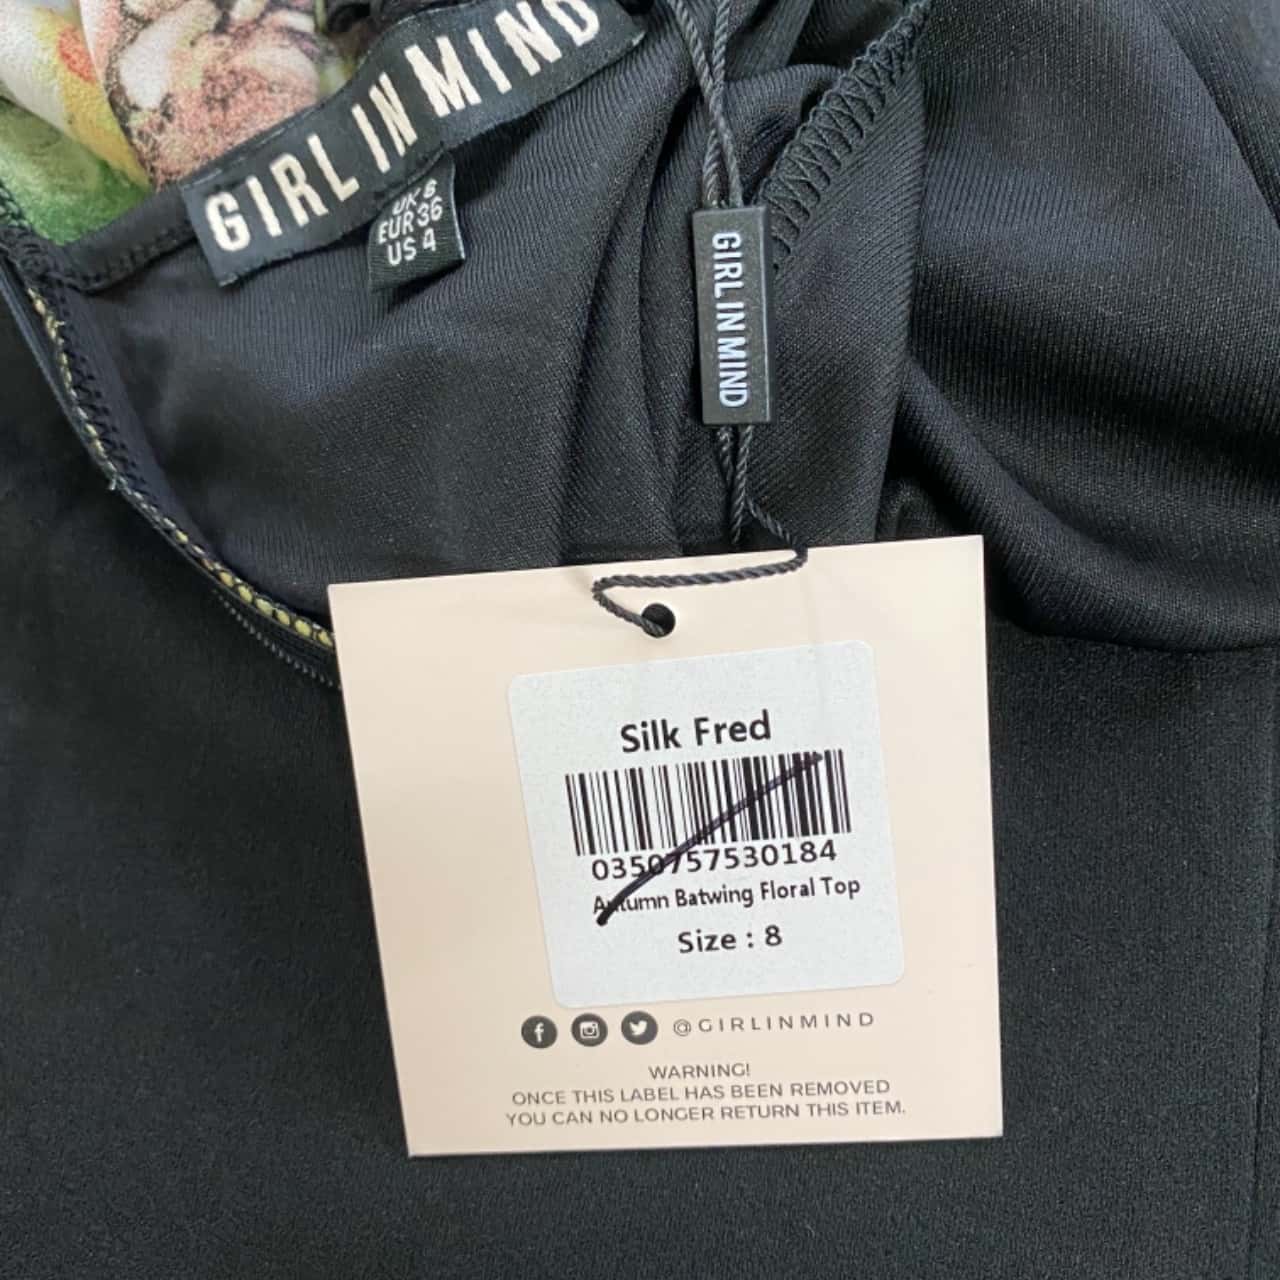 GIRL IN MIND
UK 8
EUR 36
US 4
GIRL IN MIND
Silk Fred
0350757530184
Autumn Batwing Floral Top
Size : 8
@GIRLINMIND
WARNING!
ONCE THIS LABEL HAS BEEN REMOVED
YOU CAN NO LONGER RETURN THIS ITEM.